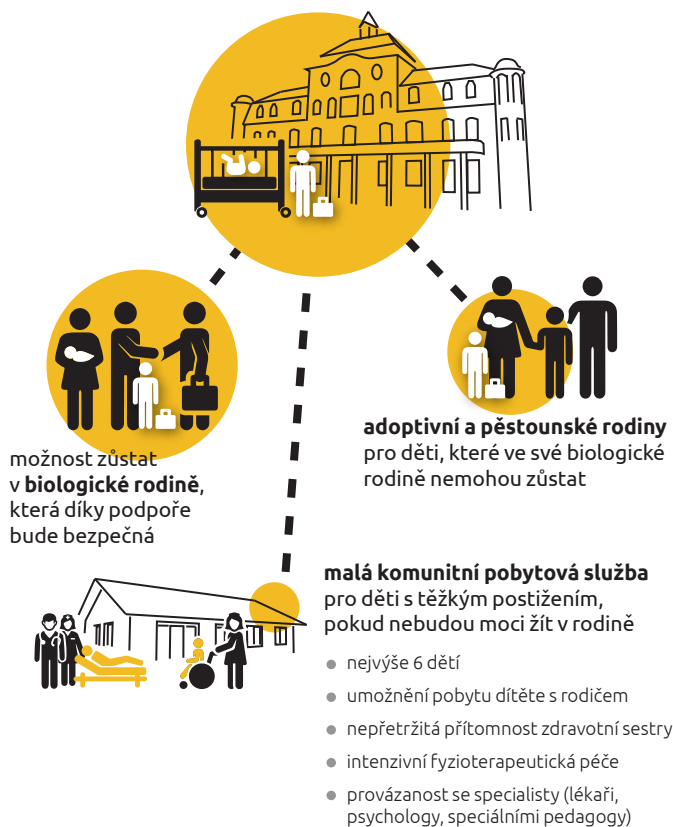 možnost zůstat
v biologické rodině,
která díky podpoře
bude bezpečná
adoptivní a pěstounské rodiny
pro děti, které ve své biologické
rodině nemohou zůstat
malá komunitní pobytová služba
pro děti s těžkým postižením,
pokud nebudou moci žít v rodině
• nejvýše 6 dětí
• umožnění pobytu dítěte s rodičem
• nepřetržitá přítomnost zdravotní sestry
• intenzivní fyzioterapeutická péče
• provázanost se specialisty (lékaři,
psychology, speciálními pedagogy)